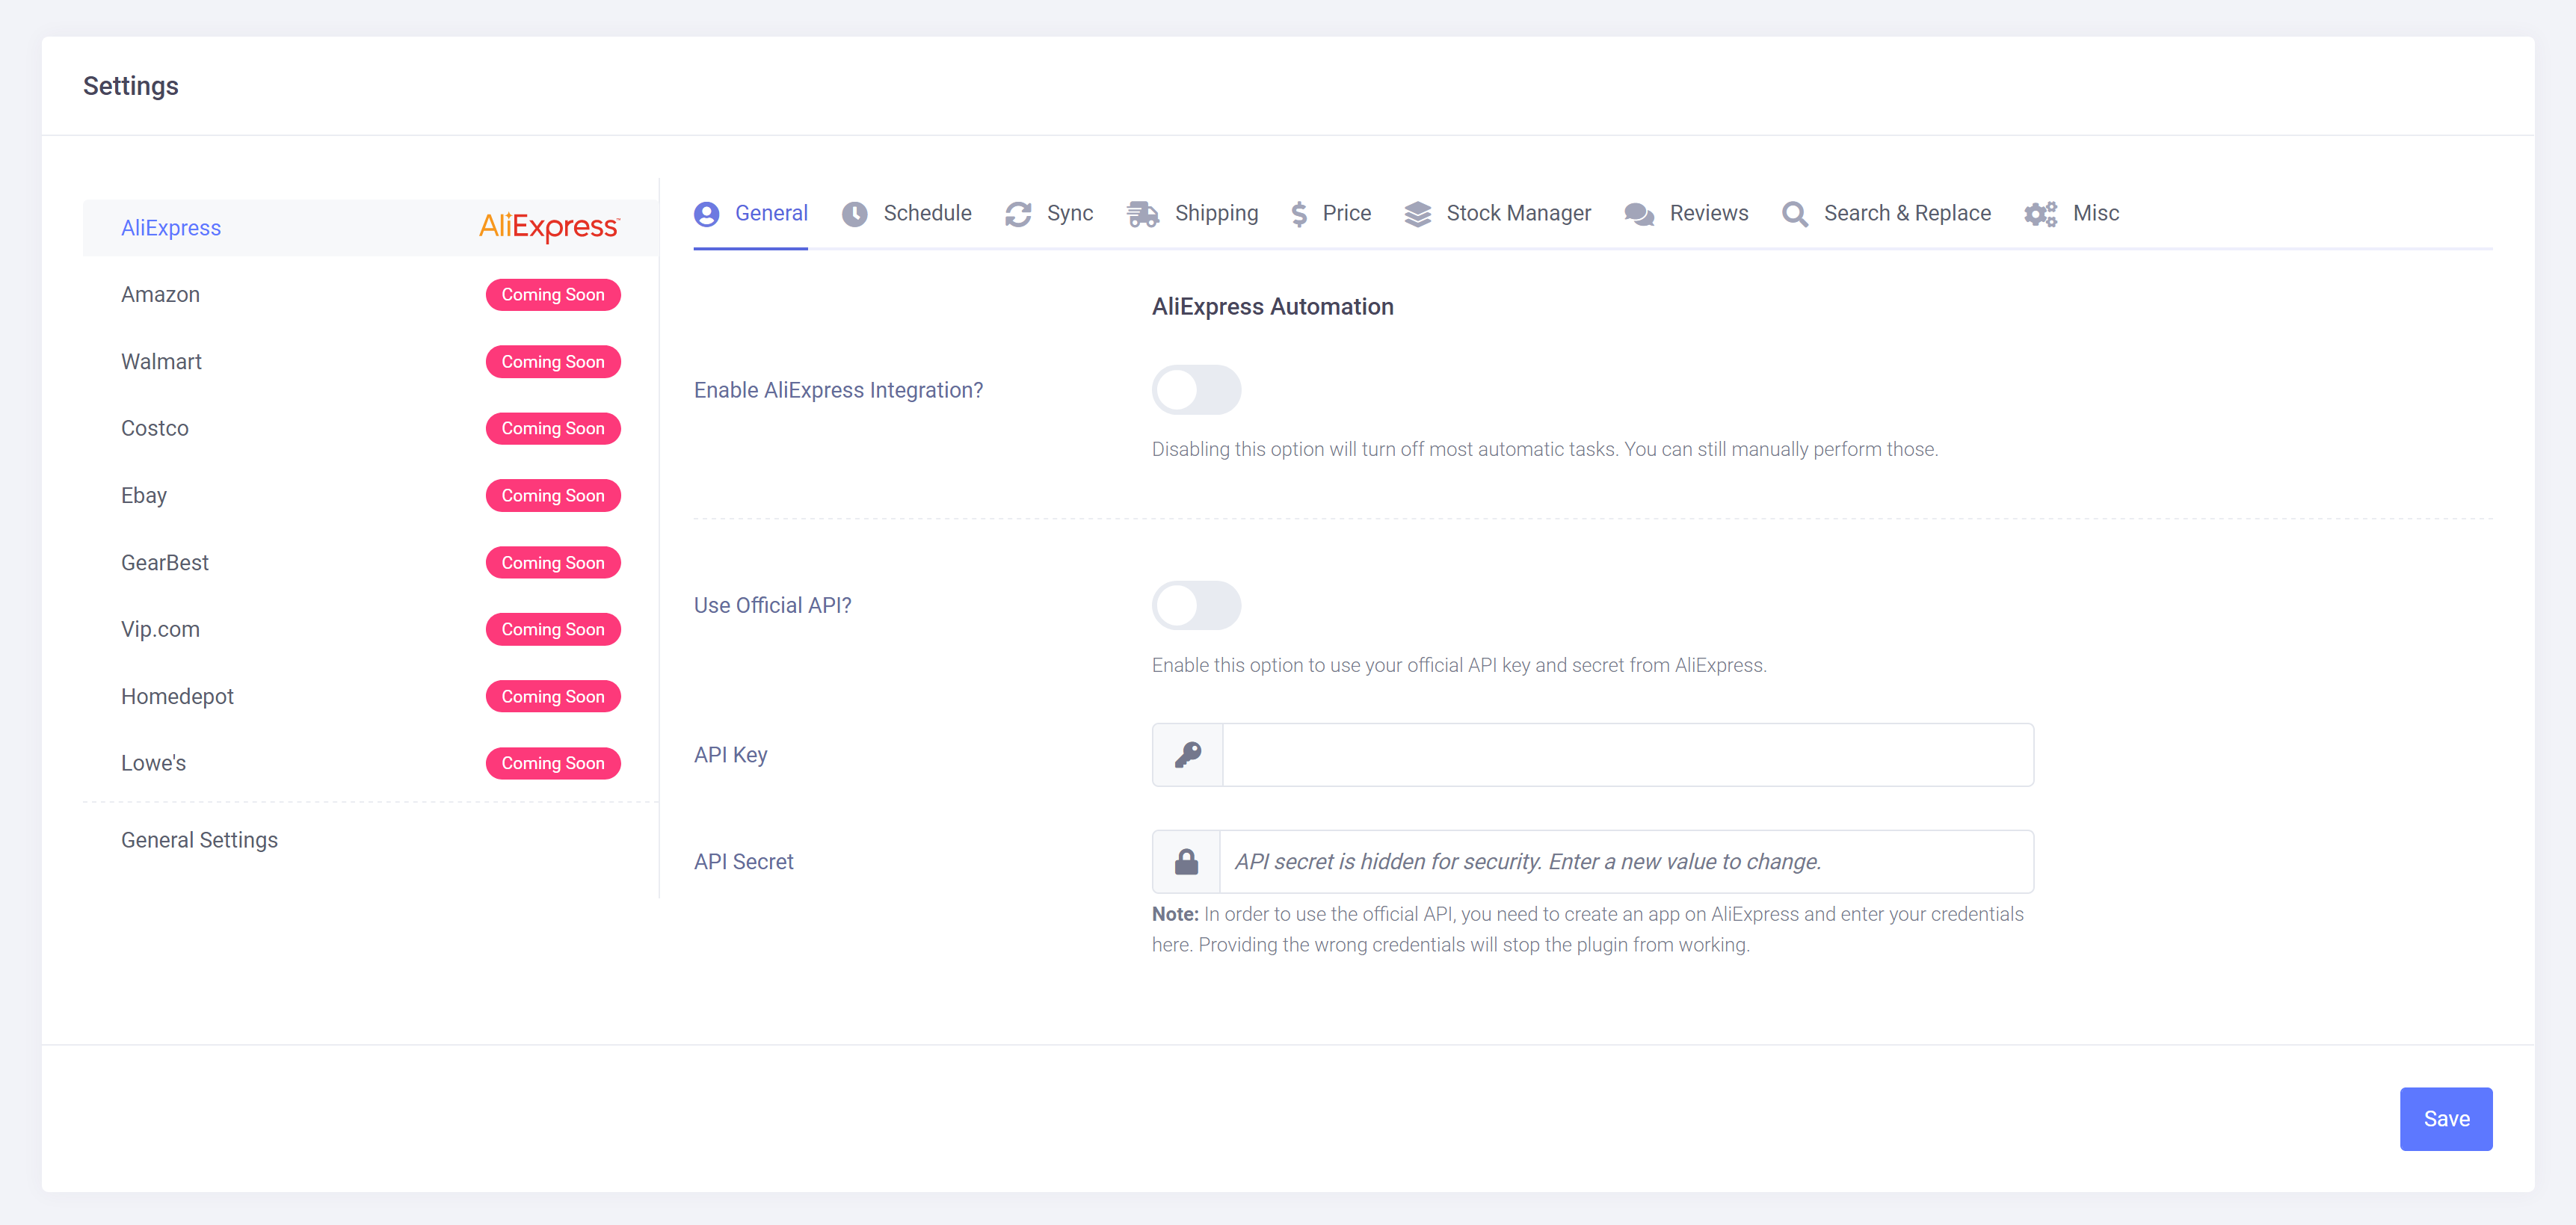 Settings
AliExpress AliExpress
Amazon Coming Soon
Walmart Coming Soon
Costco Coming Soon
Ebay Coming Soon
GearBest Coming Soon
Vip.com Coming Soon
Homedepot Coming Soon
Lowe's Coming Soon
General Settings
General Schedule Sync Shipping Price Stock Manager Reviews Search & Replace Misc
AliExpress Automation
Enable AliExpress Integration?
Disabling this option will turn off most automatic tasks. You can still manually perform those.
Use Official API?
Enable this option to use your official API key and secret from AliExpress.
API Key
API Secret API secret is hidden for security. Enter a new value to change.
Note: In order to use the official API, you need to create an app on AliExpress and enter your credentials
here. Providing the wrong credentials will stop the plugin from working.
Save